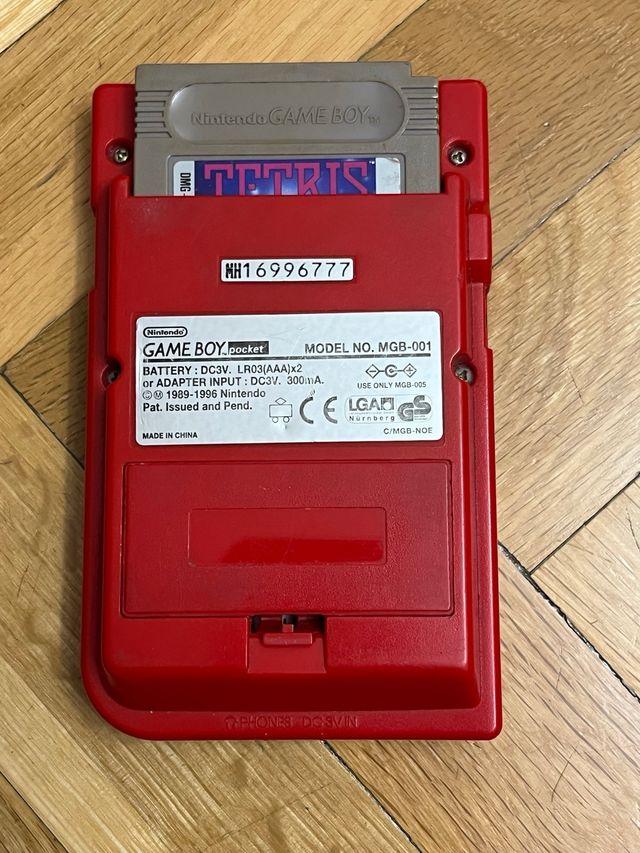 Nintendo GAME BOY™
TETRIS
DMG-
MH16996777
Nintendo
GAME BOY pocket MODEL NO. MGB-001
BATTERY : DC3V. LR03(AAA)x2
or ADAPTER INPUT : DC3V. 300mA.
USE ONLY MGB-005
©Ⓜ 1989-1996 Nintendo
Pat. Issued and Pend.
CE
LGA
Nürnberg
GS
MADE IN CHINA
C/MGB-NOE
PHONES DC3V IN